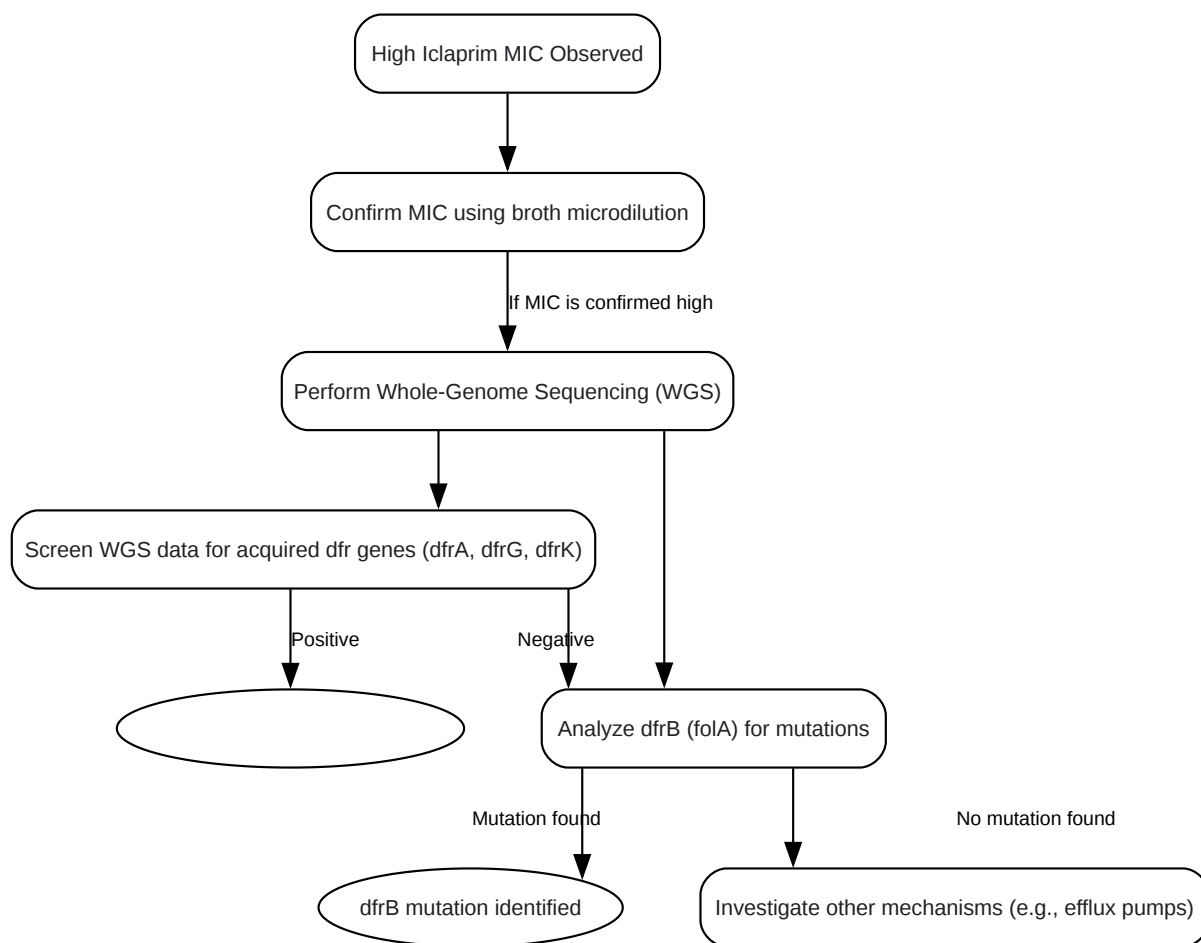 High Iclaprim MIC Observed
Confirm MIC using broth microdilution
If MIC is confirmed high
Perform Whole-Genome Sequencing (WGS)
Screen WGS data for acquired dfr genes (dfrA, dfrG, dfrK)
Positive
Negative
Analyze dfrB (folA) for mutations
Mutation found
No mutation found
dfrB mutation identified
Investigate other mechanisms (e.g., efflux pumps)